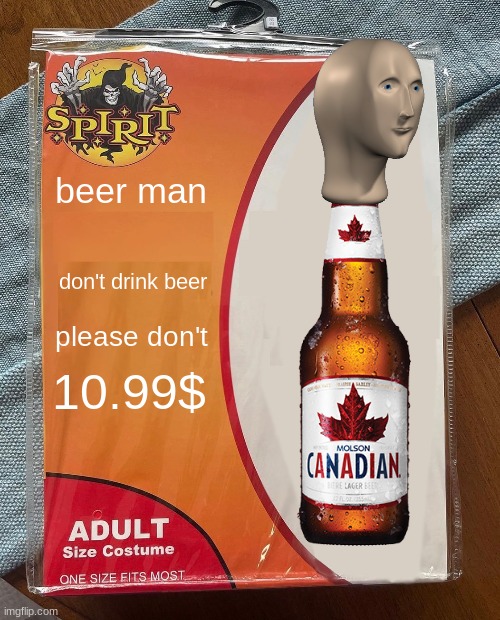 SPIRIT
beer man
don't drink beer
please don't
10.99$
MOLSON
CANADIAN
ADULT
Size Costume
ONE SIZE FITS MOST
imgflip.com